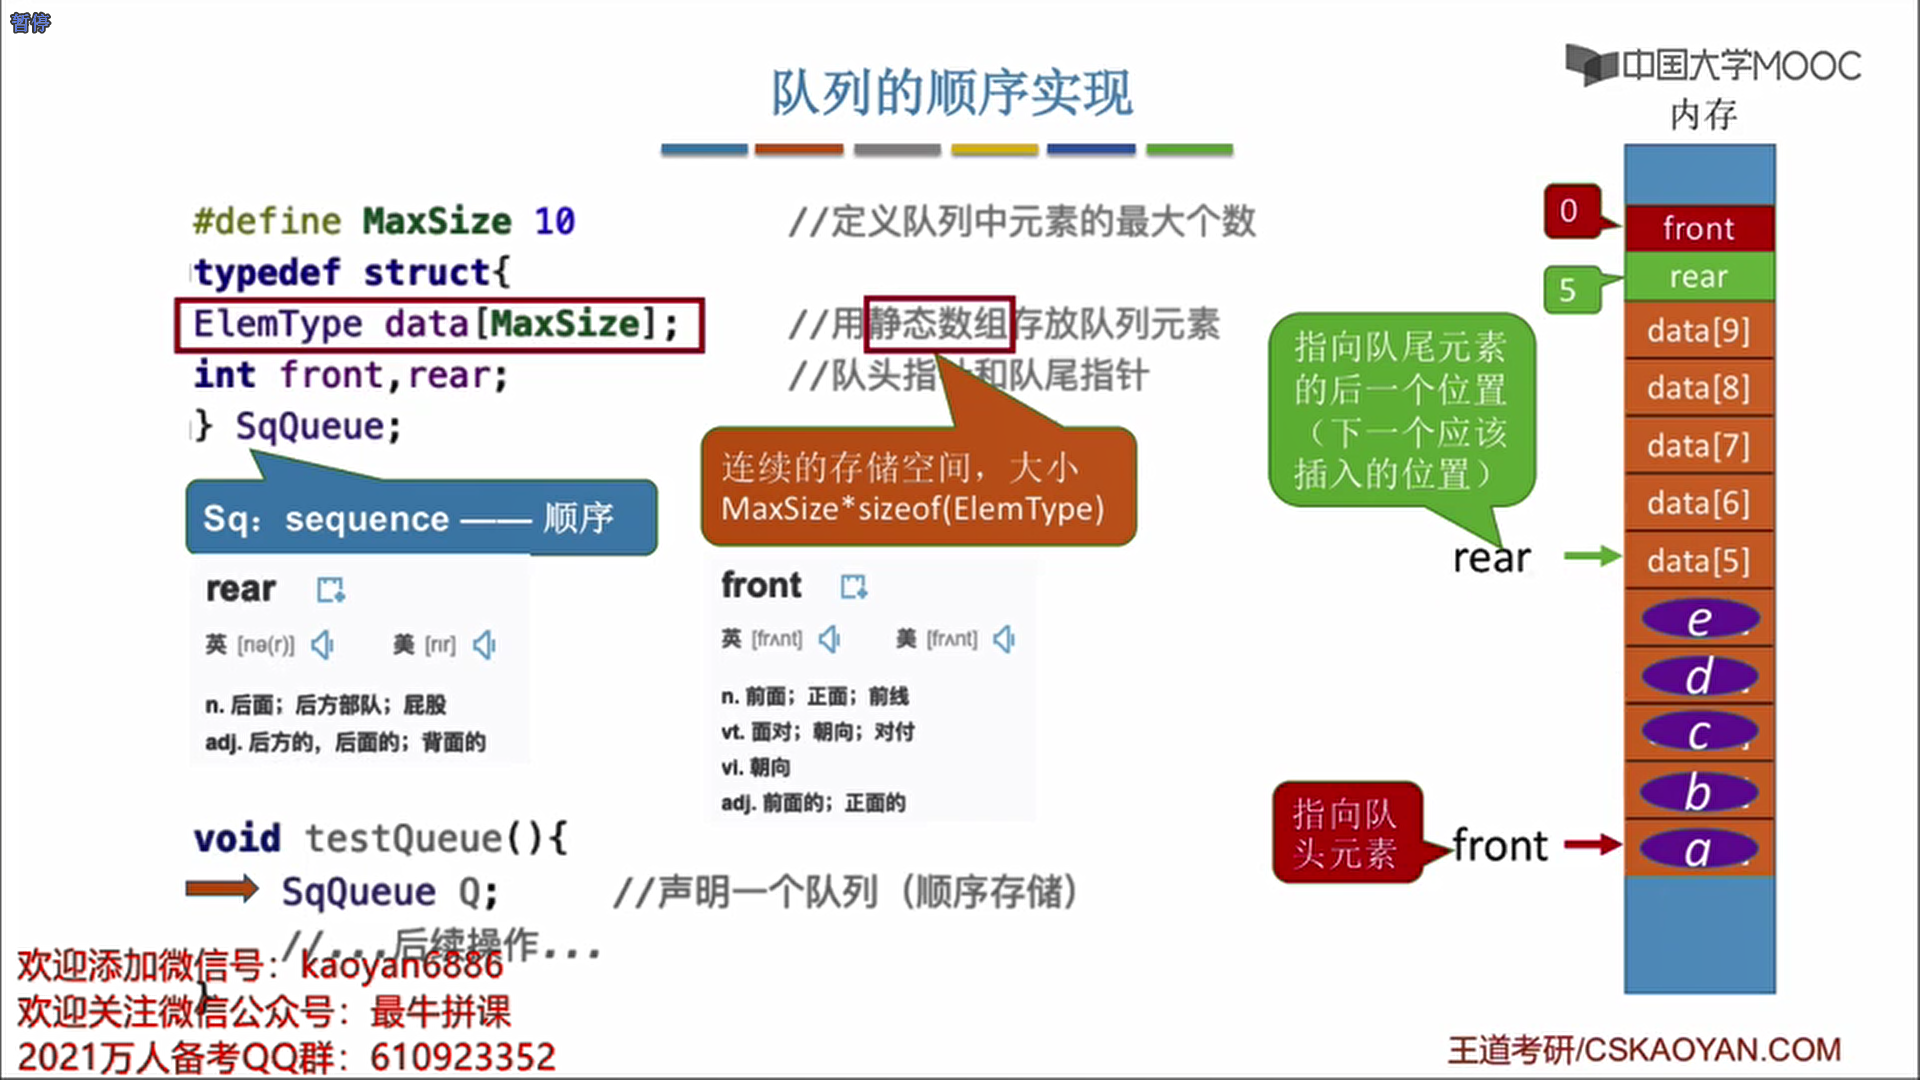 暂停
中国大学MOOC
队列的顺序实现
内存
#define MaxSize 10 //定义队列中元素的最大个数
typedef struct{
ElemType data[MaxSize]; //用静态数组存放队列元素
int front,rear; //队头指 和队尾指针
} SqQueue;
Sq：sequence —— 顺序
连续的存储空间，大小
MaxSize*sizeof(ElemType)
rear
英 [rɪə(r)] 美 [rɪr]
n. 后面；后方部队；屁股
adj. 后方的，后面的；背面的
front
英 [frʌnt] 美 [frʌnt]
n. 前面；正面；前线
vt. 面对；朝向；对付
vi. 朝向
adj. 前面的；正面的
void testQueue(){
SqQueue Q; //声明一个队列（顺序存储）
//...后续操作...
}
0
front
5
rear
指向队尾元素
的后一个位置
（下一个应该
插入的位置）
data[9]
data[8]
data[7]
data[6]
rear
data[5]
e
d
c
b
指向队
头元素
front
a
欢迎添加微信号：kaoyan6886
欢迎关注微信公众号：最牛拼课
2021万人备考QQ群：610923352
王道考研/CSKAOYAN.COM